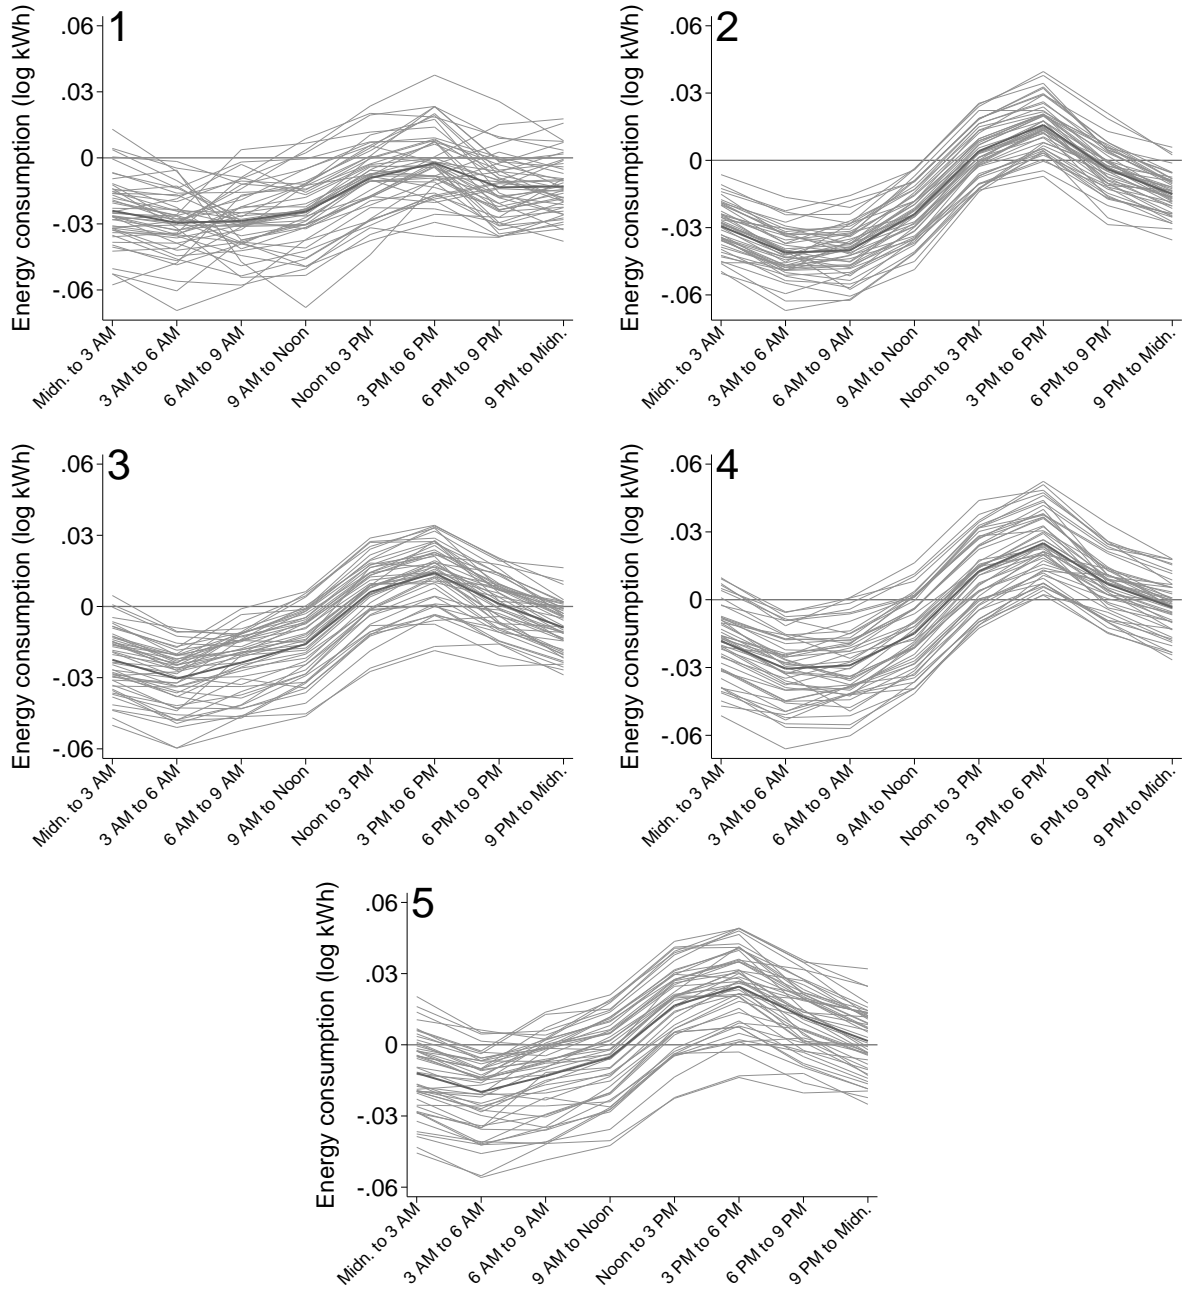 1
Energy consumption (log kWh)
.06
.03
0
-.03
-.06
Midn. to 3 AM
3 AM to 6 AM
6 AM to 9 AM
9 AM to Noon
Noon to 3 PM
3 PM to 6 PM
6 PM to 9 PM
9 PM to Midn.
2
Energy consumption (log kWh)
.06
.03
0
-.03
-.06
Midn. to 3 AM
3 AM to 6 AM
6 AM to 9 AM
9 AM to Noon
Noon to 3 PM
3 PM to 6 PM
6 PM to 9 PM
9 PM to Midn.
3
Energy consumption (log kWh)
.06
.03
0
-.03
-.06
Midn. to 3 AM
3 AM to 6 AM
6 AM to 9 AM
9 AM to Noon
Noon to 3 PM
3 PM to 6 PM
6 PM to 9 PM
9 PM to Midn.
4
Energy consumption (log kWh)
.06
.03
0
-.03
-.06
Midn. to 3 AM
3 AM to 6 AM
6 AM to 9 AM
9 AM to Noon
Noon to 3 PM
3 PM to 6 PM
6 PM to 9 PM
9 PM to Midn.
5
Energy consumption (log kWh)
.06
.03
0
-.03
-.06
Midn. to 3 AM
3 AM to 6 AM
6 AM to 9 AM
9 AM to Noon
Noon to 3 PM
3 PM to 6 PM
6 PM to 9 PM
9 PM to Midn.